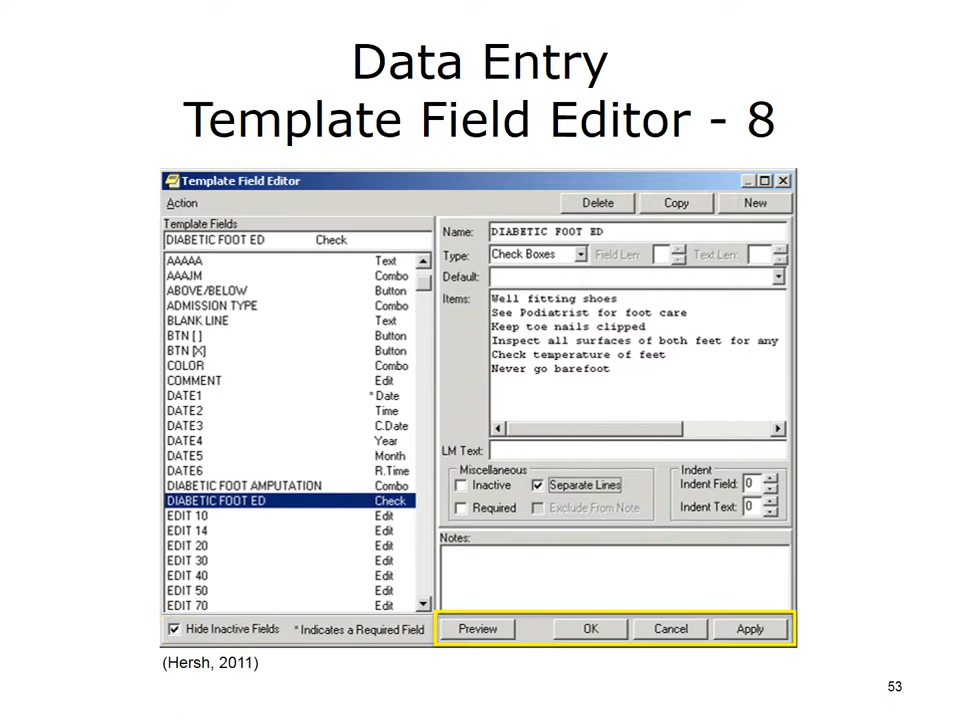 Data Entry
Template Field Editor - 8
Template Field Editor
Action
Delete Copy New
Template Fields
DIABETIC FOOT ED Check
AAAAA Text
AAAJM Combo
ABOVE/BELOW Button
ADMISSION TYPE Combo
BLANK LINE Text
BTN [ ] Button
BTN [X] Button
COLOR Combo
COMMENT Edit
DATE1 * Date
DATE2 Time
DATE3 C.Date
DATE4 Year
DATE5 Month
DATE6 R.Time
DIABETIC FOOT AMPUTATION Combo
DIABETIC FOOT ED Check
EDIT 10 Edit
EDIT 14 Edit
EDIT 20 Edit
EDIT 30 Edit
EDIT 40 Edit
EDIT 50 Edit
EDIT 70 Edit
Hide Inactive Fields * Indicates a Required Field
Name: DIABETIC FOOT ED
Type: Check Boxes Field Len: Text Len:
Default:
Items: Well fitting shoes
See Podiatrist for foot care
Keep toe nails clipped
Inspect all surfaces of both feet for any
Check temperature of feet
Never go barefoot
LM Text:
Miscellaneous
Inactive Separate Lines
Required Exclude From Note
Indent
Indent Field: 0
Indent Text: 0
Notes:
Preview OK Cancel Apply
(Hersh, 2011)
53